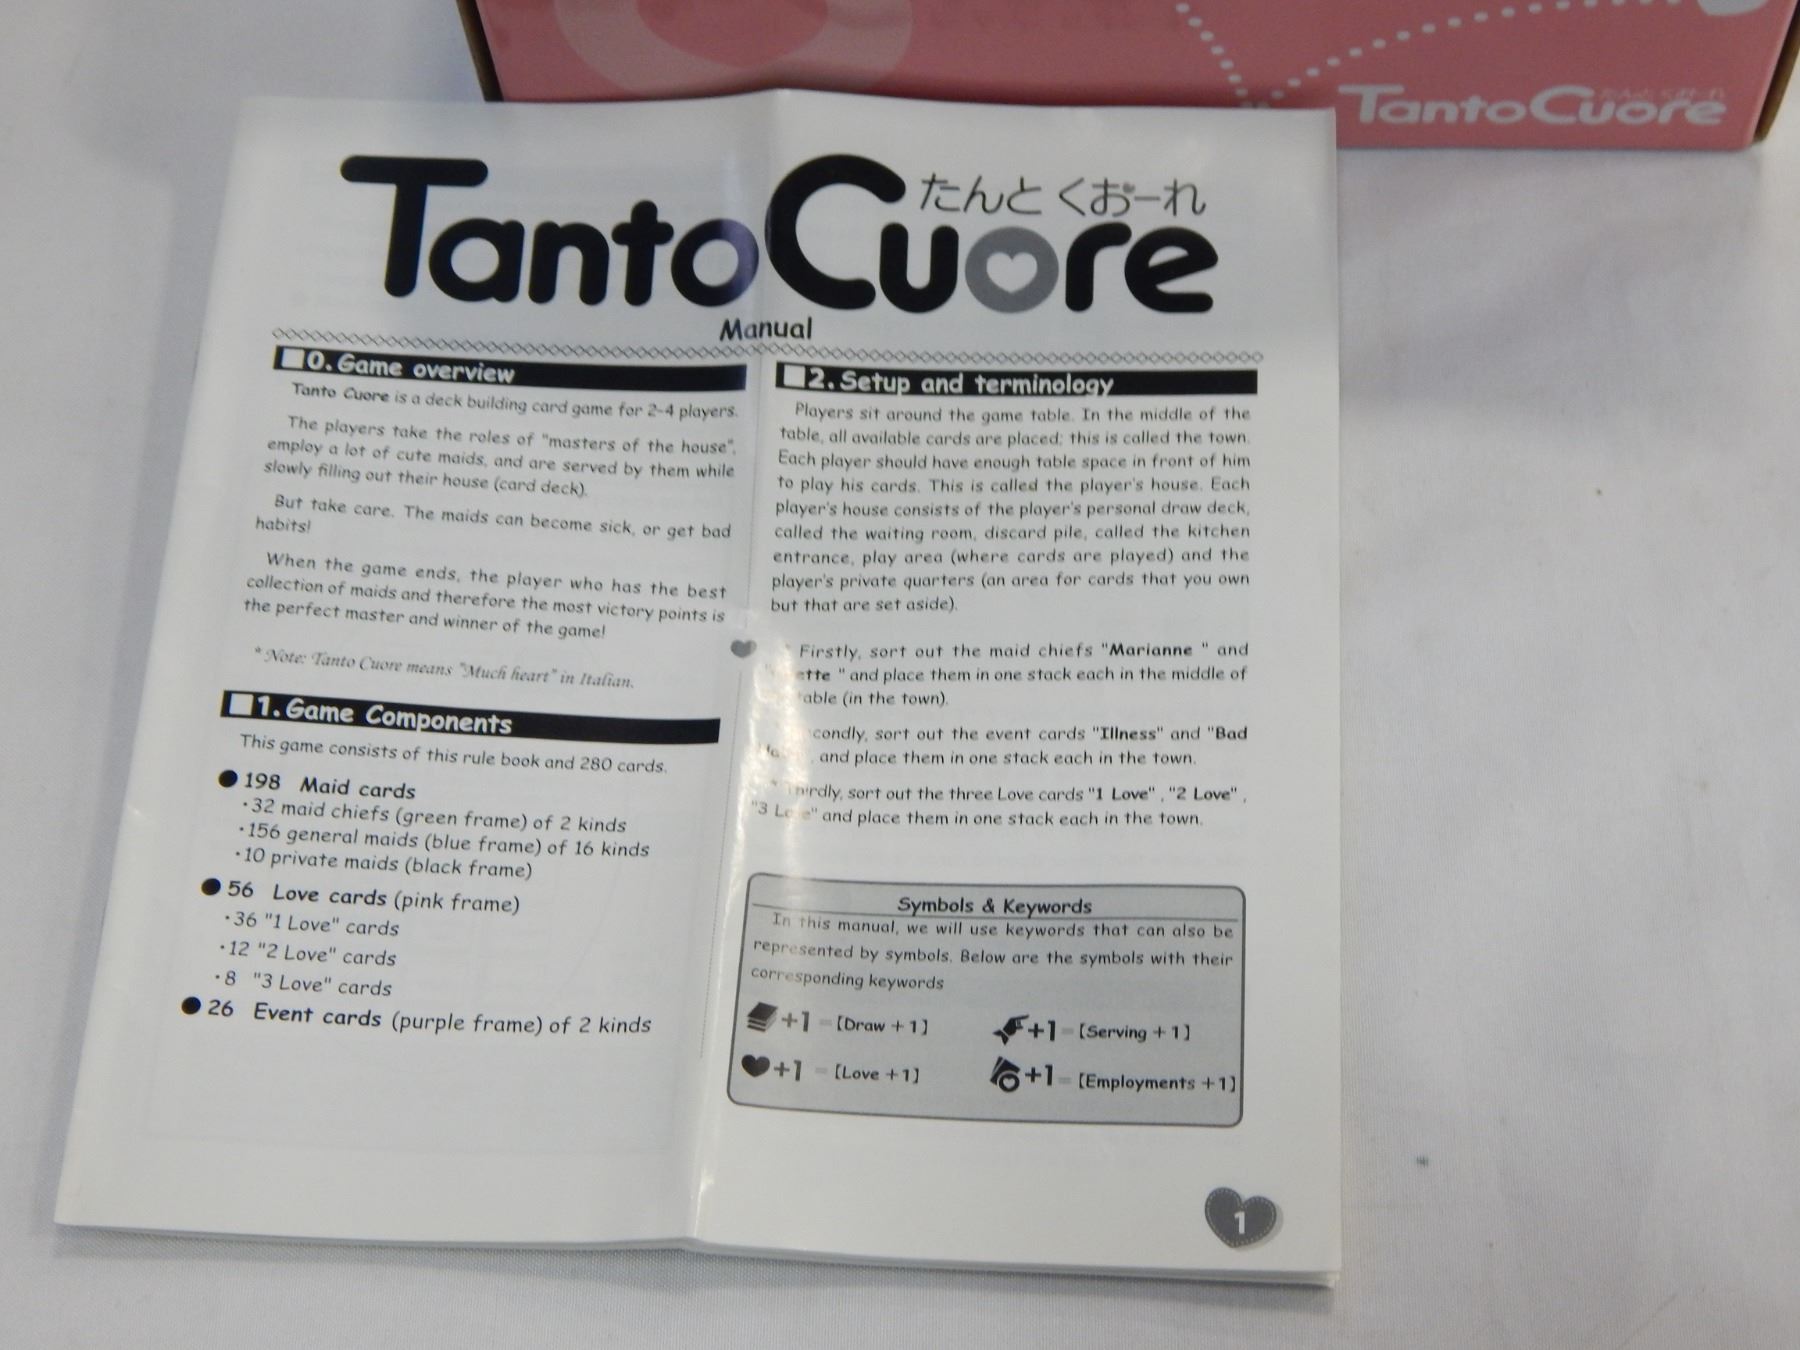 TantoCuore
たんと くおーれ
TantoCuore
Manual
0. Game overview
Tanto Cuore is a deck building card game for 2-4 players.
The players take the roles of "masters of the house",
employ a lot of cute maids, and are served by them while
slowly filling out their house (card deck).
But take care. The maids can become sick, or get bad
habits!
When the game ends, the player who has the best
collection of maids and therefore the most victory points is
the perfect master and winner of the game!
* Note: Tanto Cuore means "Much heart" in Italian.
1. Game Components
This game consists of this rule book and 280 cards.
● 198 Maid cards
・32 maid chiefs (green frame) of 2 kinds
・156 general maids (blue frame) of 16 kinds
・10 private maids (black frame)
● 56 Love cards (pink frame)
・36 "1 Love" cards
・12 "2 Love" cards
・8 "3 Love" cards
● 26 Event cards (purple frame) of 2 kinds
2. Setup and terminology
Players sit around the game table. In the middle of the
table, all available cards are placed; this is called the town.
Each player should have enough table space in front of him
to play his cards. This is called the player's house. Each
player's house consists of the player's personal draw deck,
called the waiting room, discard pile, called the kitchen
entrance, play area (where cards are played) and the
player's private quarters (an area for cards that you own
but that are set aside).
Firstly, sort out the maid chiefs "Marianne " and
ette " and place them in one stack each in the middle of
able (in the town).
condly, sort out the event cards "Illness" and "Bad
, and place them in one stack each in the town.
* Thirdly, sort out the three Love cards "1 Love" , "2 Love" ,
"3 Love" and place them in one stack each in the town.
Symbols & Keywords
In this manual, we will use keywords that can also be
represented by symbols. Below are the symbols with their
corresponding keywords
+1 = [Draw + 1] +1 = [Serving + 1]
+1 = [Love +1] +1 = [Employments +1]
1